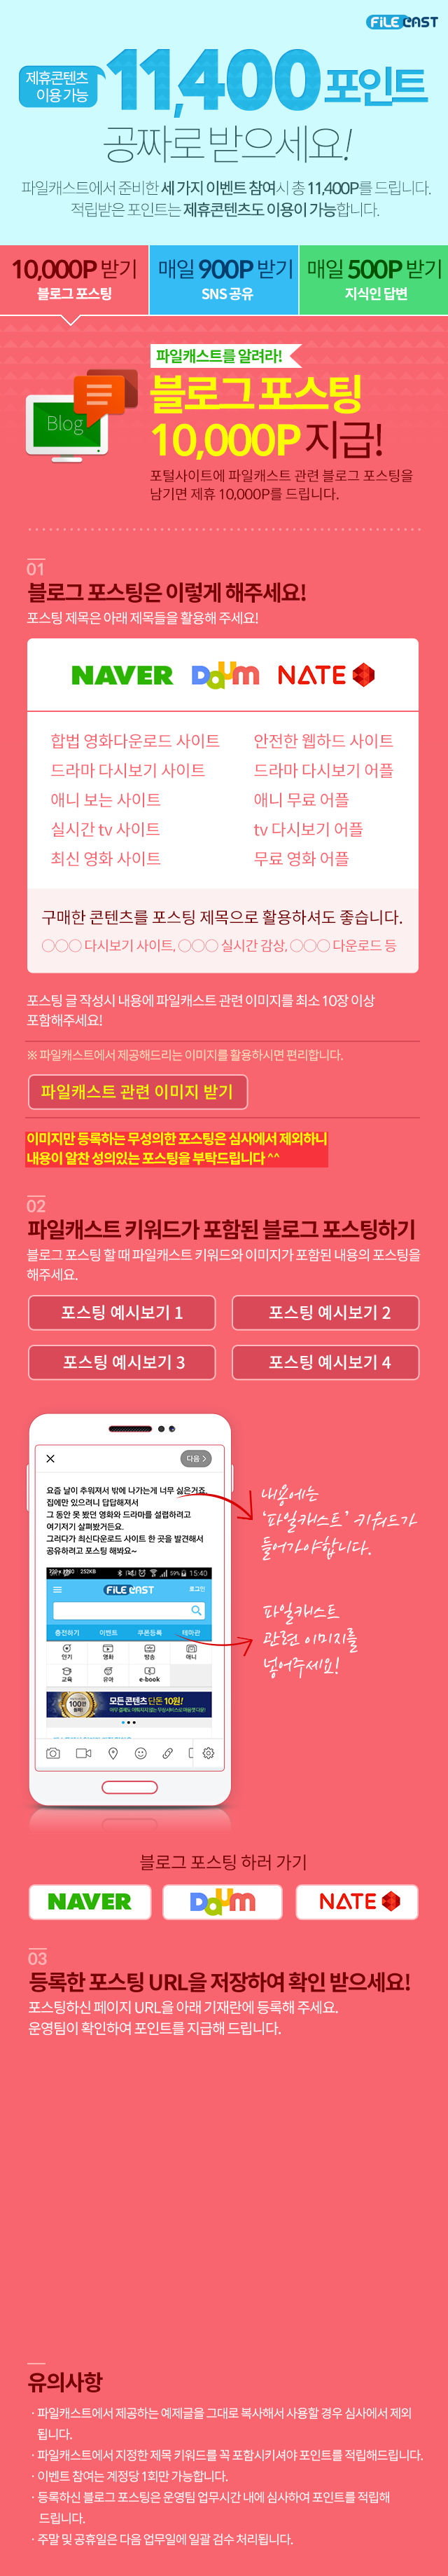 FiLECAST
제휴콘텐츠
이용 가능
11,400 포인트
공짜로 받으세요!
파일캐스트에서 준비한 세 가지 이벤트 참여시 총 11,400P를 드립니다.
적립받은 포인트는 제휴콘텐츠도 이용이 가능합니다.
10,000P 받기
블로그 포스팅
매일 900P 받기
SNS 공유
매일 500P 받기
지식인 답변
파일캐스트를 알려라!
Blog
블로그 포스팅
10,000P 지급!
포털사이트에 파일캐스트 관련 블로그 포스팅을
남기면 제휴 10,000P를 드립니다.
01
블로그 포스팅은 이렇게 해주세요!
포스팅 제목은 아래 제목들을 활용해 주세요!
NAVER Daum NATE
합법 영화다운로드 사이트 안전한 웹하드 사이트
드라마 다시보기 사이트 드라마 다시보기 어플
애니 보는 사이트 애니 무료 어플
실시간 tv 사이트 tv 다시보기 어플
최신 영화 사이트 무료 영화 어플
구매한 콘텐츠를 포스팅 제목으로 활용하셔도 좋습니다.
○○○ 다시보기 사이트, ○○○ 실시간 감상, ○○○ 다운로드 등
포스팅 글 작성시 내용에 파일캐스트 관련 이미지를 최소 10장 이상
포함해주세요!
※ 파일캐스트에서 제공해드리는 이미지를 활용하시면 편리합니다.
파일캐스트 관련 이미지 받기
이미지만 등록하는 무성의한 포스팅은 심사에서 제외하니
내용이 알찬 성의있는 포스팅을 부탁드립니다 ^^
02
파일캐스트 키워드가 포함된 블로그 포스팅하기
블로그 포스팅 할 때 파일캐스트 키워드와 이미지가 포함된 내용의 포스팅을
해주세요.
포스팅 예시보기 1 포스팅 예시보기 2
포스팅 예시보기 3 포스팅 예시보기 4
다음 >
요즘 날이 추워져서 밖에 나가는게 너무 싫은거죠
집에만 있으려니 답답해져서
그 동안 못 봤던 영화와 드라마를 섭렵하려고
여기저기 살펴봤거든요.
그러다가 최신다운로드 사이트 한 곳을 발견해서
공유하려고 포스팅 해봐요~
내용에는
'파일캐스트' 키워드가
들어가야합니다.
252KB 59% 15:40
FiLECAST 로그인
충전하기 이벤트 쿠폰등록 테마관
인기 영화 방송 애니
교육 유아 e-book
모든 콘텐츠 단돈 10원!
파일캐스트
관련 이미지를
넣어주세요!
블로그 포스팅 하러 가기
NAVER Daum NATE
03
등록한 포스팅 URL을 저장하여 확인 받으세요!
포스팅하신 페이지 URL을 아래 기재란에 등록해 주세요.
운영팀이 확인하여 포인트를 지급해 드립니다.
유의사항
· 파일캐스트에서 제공하는 예제글을 그대로 복사해서 사용할 경우 심사에서 제외
됩니다.
· 파일캐스트에서 지정한 제목 키워드를 꼭 포함시키셔야 포인트를 적립해드립니다.
· 이벤트 참여는 계정당 1회만 가능합니다.
· 등록하신 블로그 포스팅은 운영팀 업무시간 내에 심사하여 포인트를 적립해
드립니다.
· 주말 및 공휴일은 다음 업무일에 일괄 검수 처리됩니다.